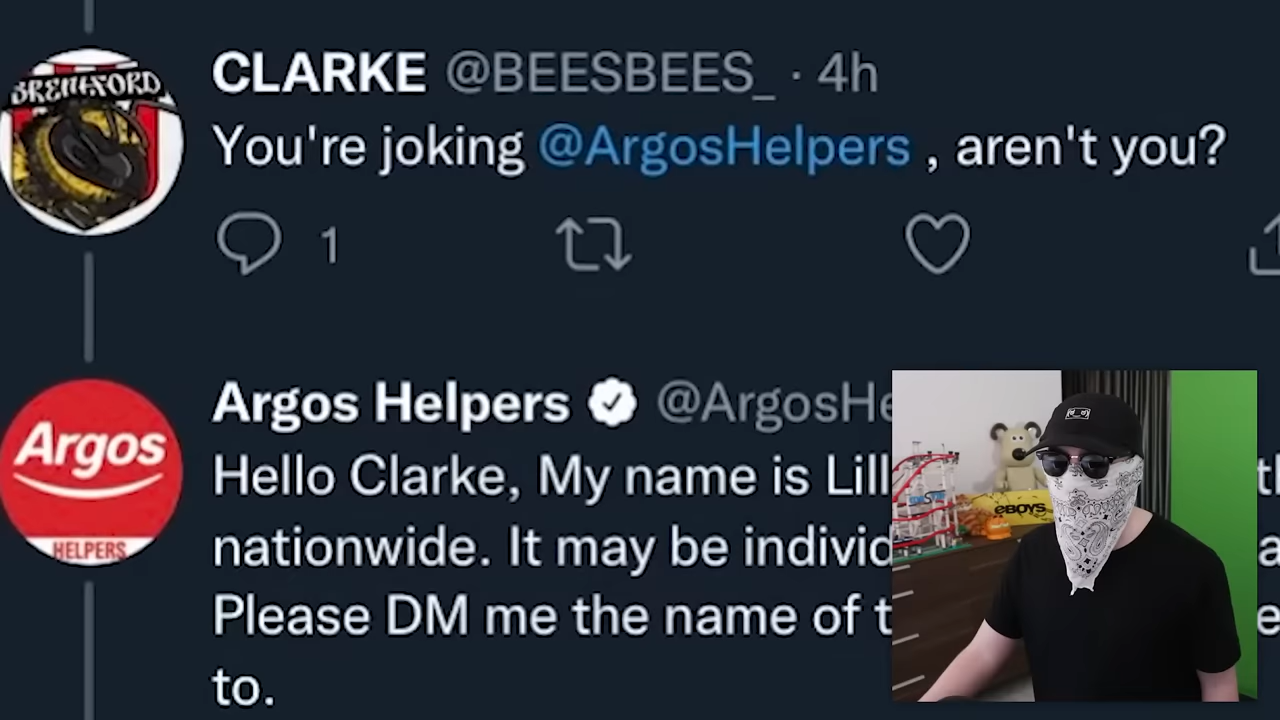 BRENTFORD
CLARKE @BEESBEES_ · 4h
You're joking @ArgosHelpers , aren't you?
1
Argos Helpers @ArgosHe
Argos
HELPERS
Hello Clarke, My name is Lill
nationwide. It may be individ
Please DM me the name of t
to.
eBOYS